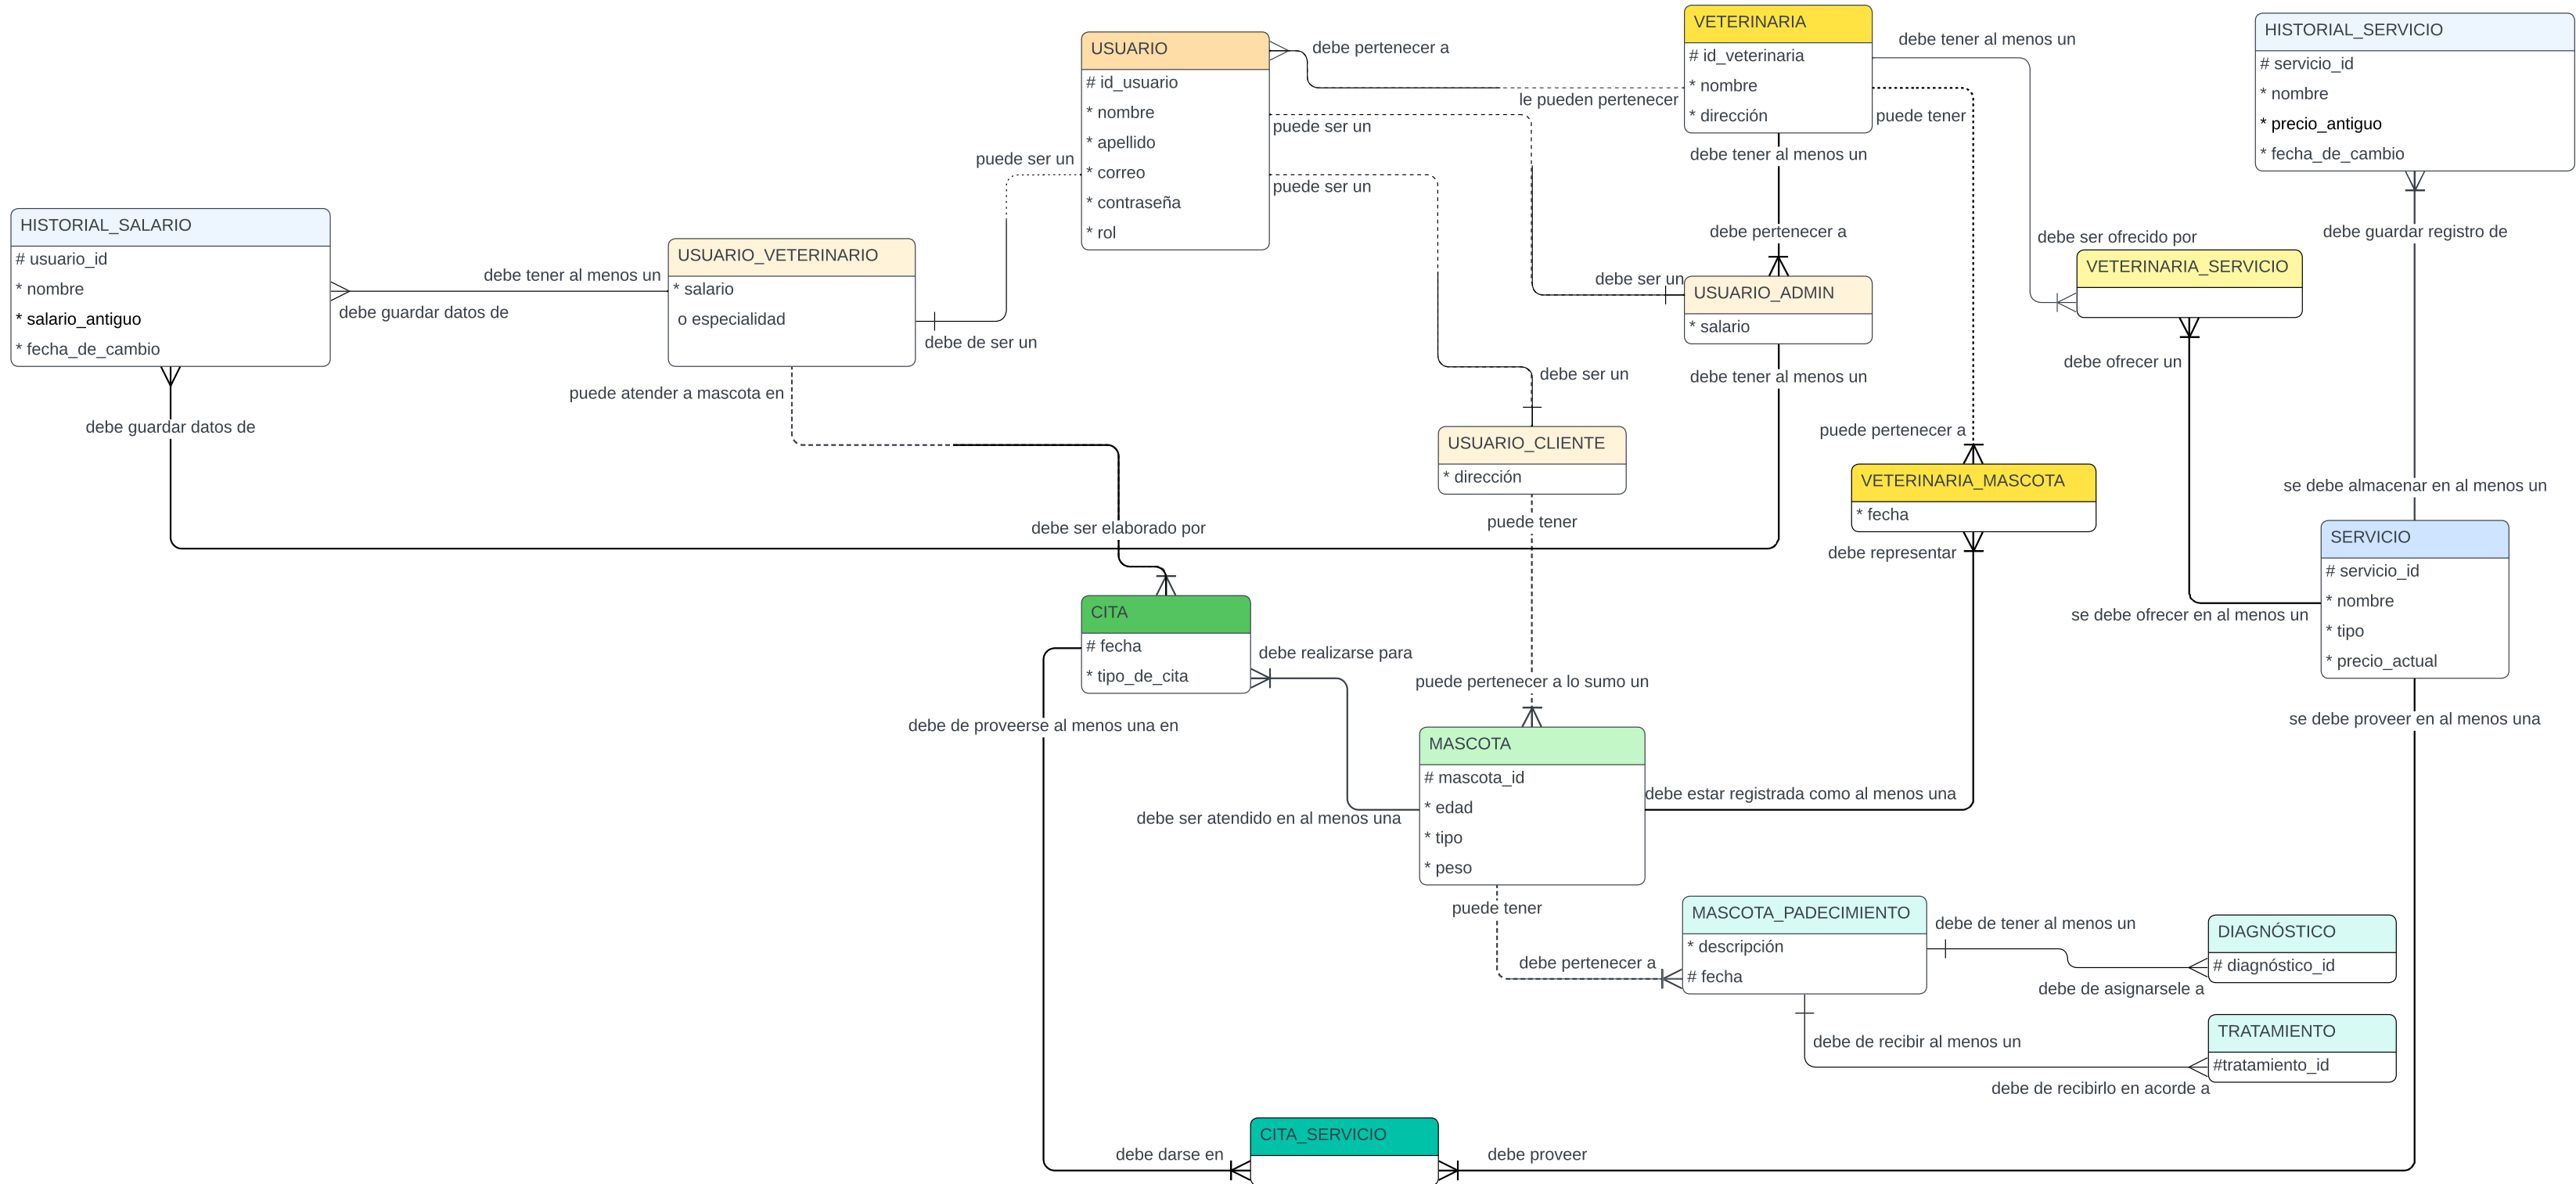 USUARIO
# id_usuario
* nombre
* apellido
* correo
* contraseña
* rol
debe pertenecer a
le pueden pertenecer
puede ser un
puede ser un
puede ser un
VETERINARIA
# id_veterinaria
* nombre
* dirección
debe tener al menos un
puede tener
debe tener al menos un
debe pertenecer a
HISTORIAL_SERVICIO
# servicio_id
* nombre
* precio_antiguo
* fecha_de_cambio
debe guardar registro de
se debe almacenar en al menos un
HISTORIAL_SALARIO
# usuario_id
* nombre
* salario_antiguo
* fecha_de_cambio
debe tener al menos un
debe guardar datos de
debe guardar datos de
USUARIO_VETERINARIO
* salario
o especialidad
debe de ser un
puede atender a mascota en
debe ser elaborado por
debe ser un
USUARIO_ADMIN
* salario
debe tener al menos un
debe ser un
USUARIO_CLIENTE
* dirección
puede tener
puede pertenecer a lo sumo un
debe ser ofrecido por
VETERINARIA_SERVICIO
debe ofrecer un
se debe ofrecer en al menos un
puede pertenecer a
VETERINARIA_MASCOTA
* fecha
debe representar
SERVICIO
# servicio_id
* nombre
* tipo
* precio_actual
se debe proveer en al menos una
CITA
# fecha
* tipo_de_cita
debe realizarse para
debe de proveerse al menos una en
debe ser atendido en al menos una
MASCOTA
# mascota_id
* edad
* tipo
* peso
debe estar registrada como al menos una
puede tener
debe pertenecer a
MASCOTA_PADECIMIENTO
* descripción
# fecha
debe de tener al menos un
debe de asignarsele a
DIAGNÓSTICO
# diagnóstico_id
debe de recibir al menos un
debe de recibirlo en acorde a
TRATAMIENTO
#tratamiento_id
debe darse en
CITA_SERVICIO
debe proveer